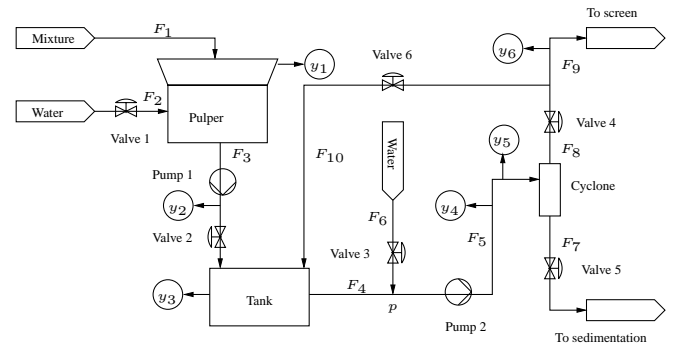 To screen
Mixture
F1
y1
Valve 6
y6
F9
Water
F2
Valve 1
Pulper
Water
Valve 4
y5
F3
F10
F8
Pump 1
Cyclone
y2
F6
y4
F5
Valve 2
Valve 3
F7
Valve 5
y3
Tank
F4
p
Pump 2
To sedimentation